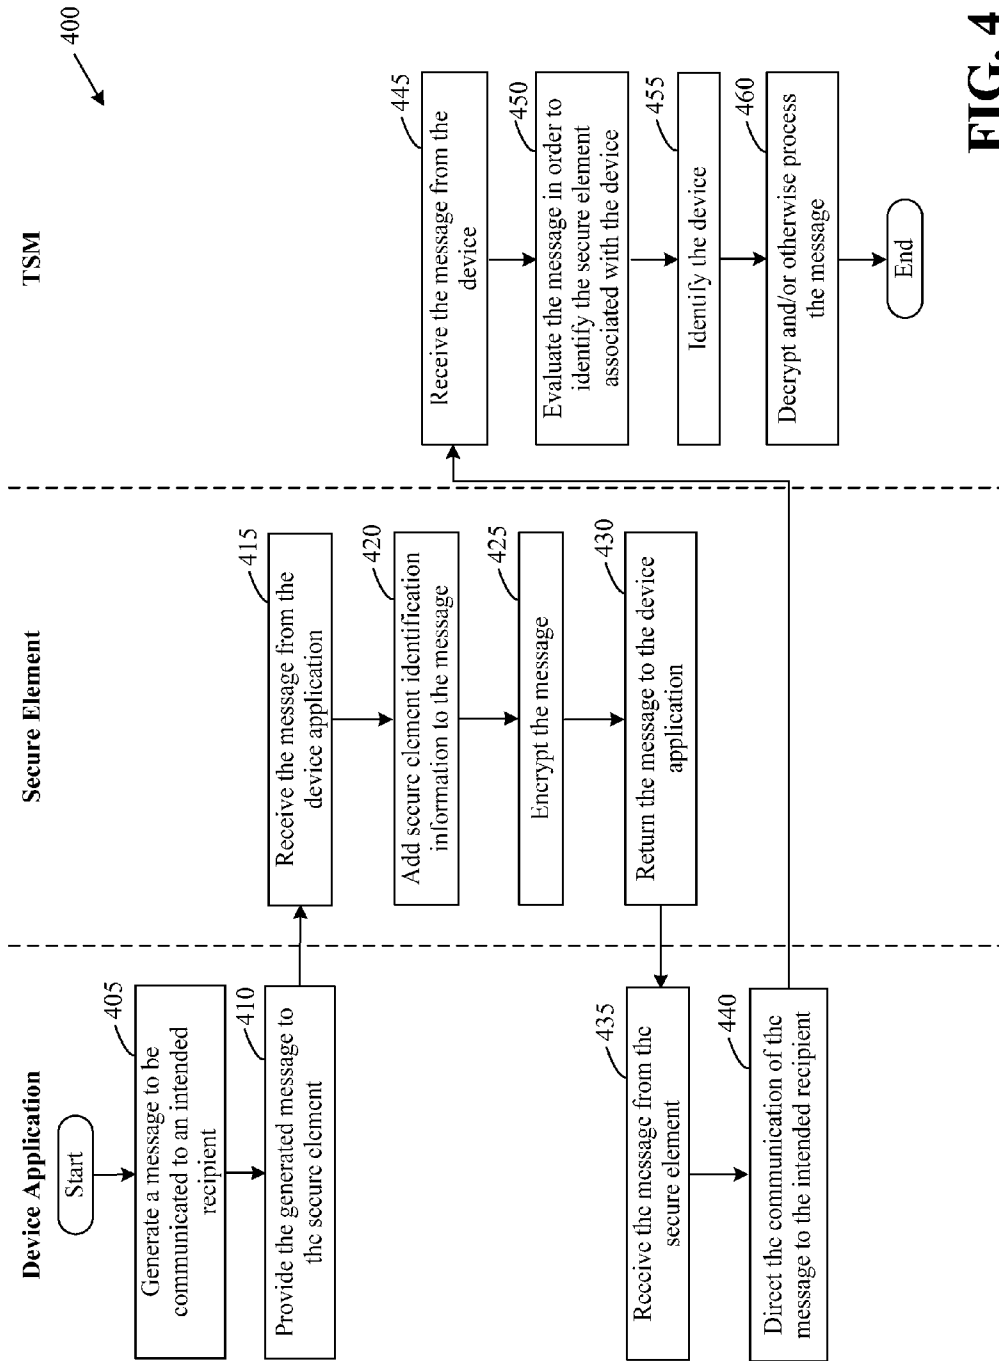 400
Device Application
Secure Element
TSM
Start
405
Generate a message to be
communicated to an intended
recipient
410
Provide the generated message to
the secure element
415
Receive the message from the
device application
420
Add secure element identification
information to the message
425
Encrypt the message
430
Return the message to the device
application
435
Receive the message from the
secure element
440
Direct the communication of the
message to the intended recipient
445
Receive the message from the
device
450
Evaluate the message in order to
identify the secure element
associated with the device
455
Identify the device
460
Decrypt and/or otherwise process
the message
End
FIG. 4